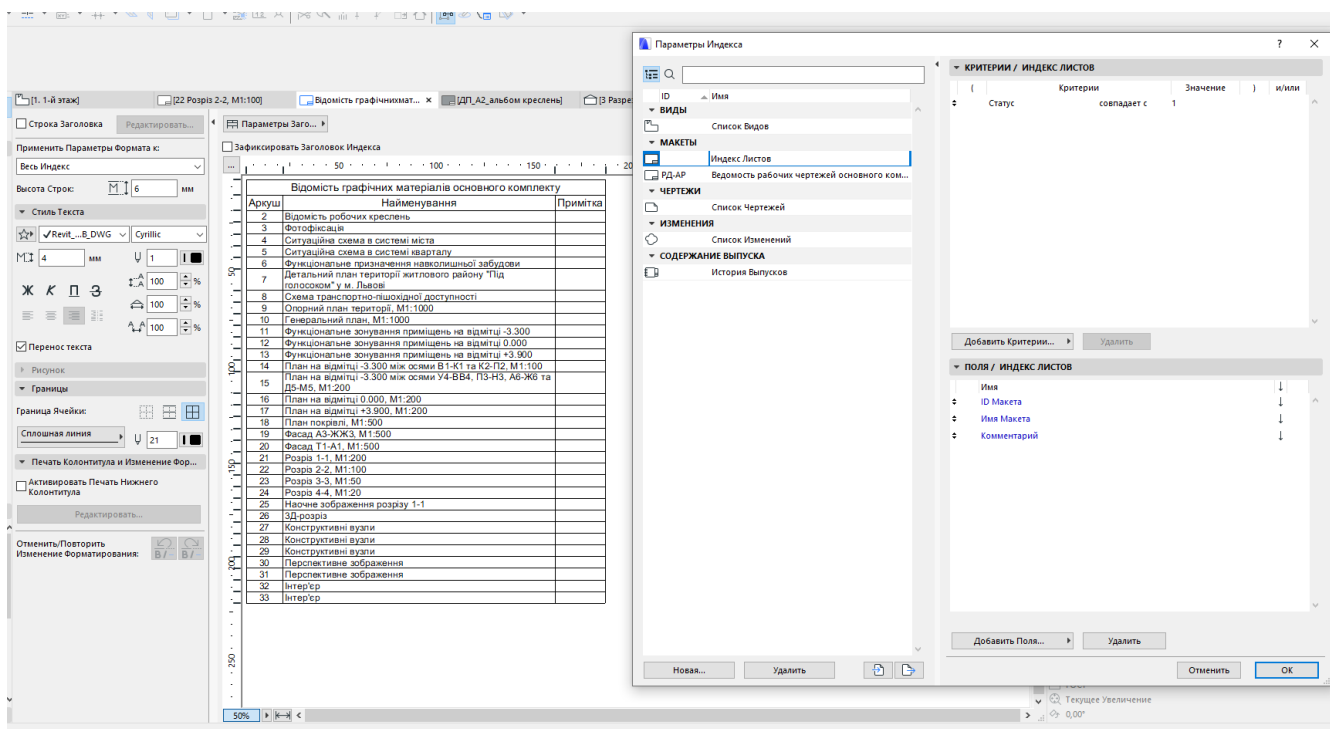 Параметры Индекса
? ×
[1. 1-й этаж]
[22 Розріз 2-2, М1:100]
Відомість графічнихмат... ×
[ДП_А2_альбом креслень]
[3 Разре
Строка Заголовка
Редактировать...
Применить Параметры Формата к:
Весь Индекс
Высота Строк:
6
мм
Стиль Текста
Revit_...B_DWG
Cyrillic
4
мм
1
Ж К П З
100 %
100 %
100 %
Перенос текста
Рисунок
Границы
Граница Ячейки:
Сплошная линия
21
Печать Колонтитула и Изменение Фор...
Активировать Печать Нижнего
Колонтитула
Редактировать...
Отменить/Повторить
Изменение Форматирования:
B/ B/
Параметры Заго...
Зафиксировать Заголовок Индекса
...
50 100 150 20
50
100
150
200
250
Відомість графічних матеріалів основного комплекту
Аркуш Найменування Примітка
2 Відомість робочих креслень
3 Фотофіксація
4 Ситуаційна схема в системі міста
5 Ситуаційна схема в системі кварталу
6 Функціональне призначення навколишньої забудови
7 Детальний план території житлового району "Під
голоском" у м. Львові
8 Схема транспортно-пішохідної доступності
9 Опорний план території, М1:1000
10 Генеральний план, М1:1000
11 Функціональне зонування приміщень на відмітці -3.300
12 Функціональне зонування приміщень на відмітці 0.000
13 Функціональне зонування приміщень на відмітці +3.900
14 План на відмітці -3.300 між осями В1-К1 та К2-П2, М1:100
15 План на відмітці -3.300 між осями У4-ВВ4, П3-Н3, А6-Ж6 та
Д5-М5, М1:200
16 План на відмітці 0.000, М1:200
17 План на відмітці +3.900, М1:200
18 План покрівлі, М1:500
19 Фасад А3-ЖЖ3, М1:500
20 Фасад Т1-А1, М1:500
21 Розріз 1-1, М1:200
22 Розріз 2-2, М1:100
23 Розріз 3-3, М1:50
24 Розріз 4-4, М1:20
25 Наочне зображення розрізу 1-1
26 3Д-розріз
27 Конструктивні вузли
28 Конструктивні вузли
29 Конструктивні вузли
30 Перспективне зображення
31 Перспективне зображення
32 Інтер'єр
33 Інтер'єр
50%
ID Имя
ВИДЫ
Список Видов
МАКЕТЫ
Индекс Листов
РД-АР Ведомость рабочих чертежей основного ком...
ЧЕРТЕЖИ
Список Чертежей
ИЗМЕНЕНИЯ
Список Изменений
СОДЕРЖАНИЕ ВЫПУСКА
История Выпусков
Новая...
Удалить
КРИТЕРИИ / ИНДЕКС ЛИСТОВ
( Критерии Значение ) и/или
Статус совпадает с 1
Добавить Критерии...
Удалить
ПОЛЯ / ИНДЕКС ЛИСТОВ
Имя
ID Макета
Имя Макета
Комментарий
Добавить Поля...
Удалить
Отменить
ОК
Текущее Увеличение
0,00°